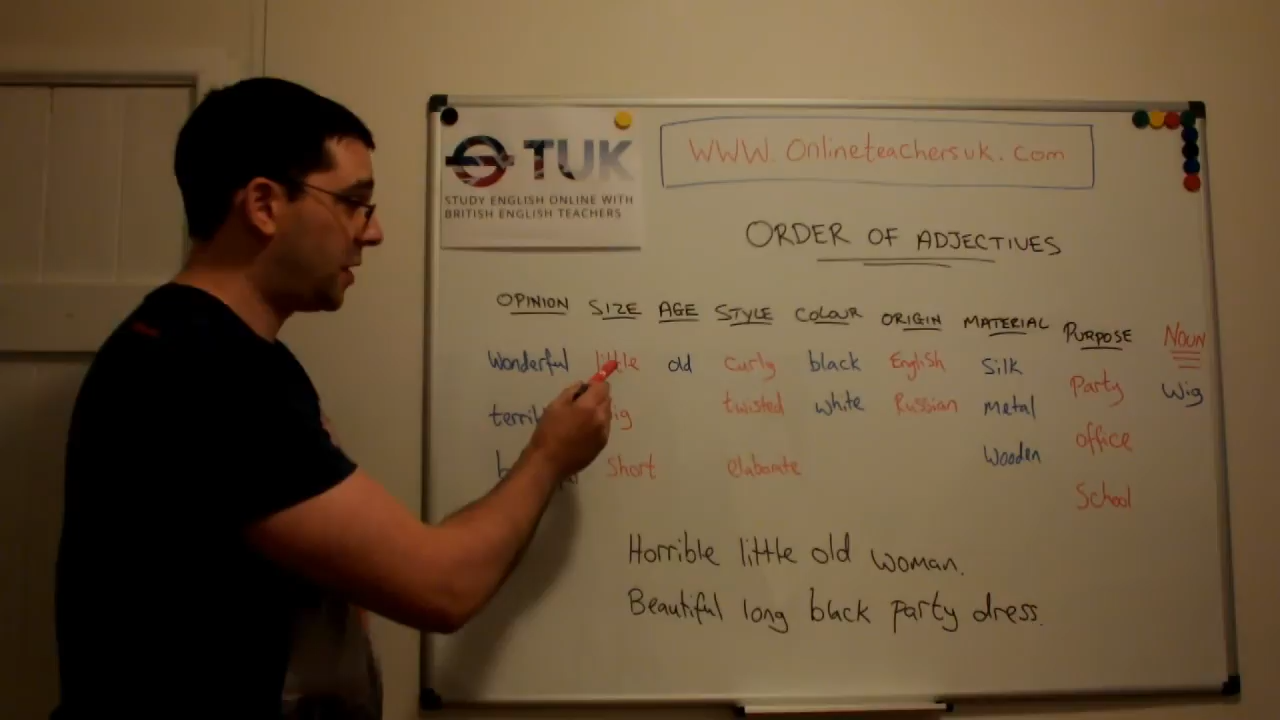 TUK
STUDY ENGLISH ONLINE WITH
BRITISH ENGLISH TEACHERS
WWW.Onlineteachersuk.com
ORDER OF ADJECTIVES
OPINION SIZE AGE STYLE COLOUR ORIGIN MATERIAL PURPOSE NOUN
Wonderful little old Curly black English Silk Party Wig
twisted white Russian Metal office
Short elaborate Wooden School
Horrible little old woman.
Beautiful long black party dress.